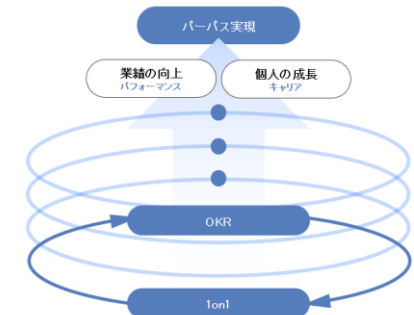 パーパス実現
業績の向上
パフォーマンス
個人の成長
キャリア
OKR
1on1